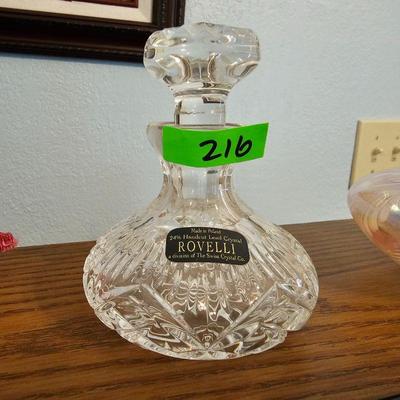 216
Made in Poland
24% Handcut Lead Crystal
ROVELLI
a division of The Swiss Crystal Co.